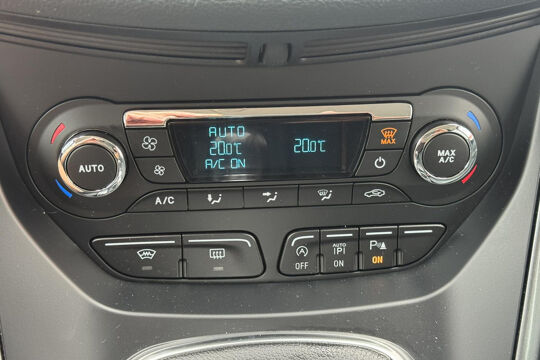 AUTO
20.0°C
A/C ON
20.0°C
MAX
AUTO
MAX
A/C
A/C
OFF
AUTO
(P)
ON
P
ON